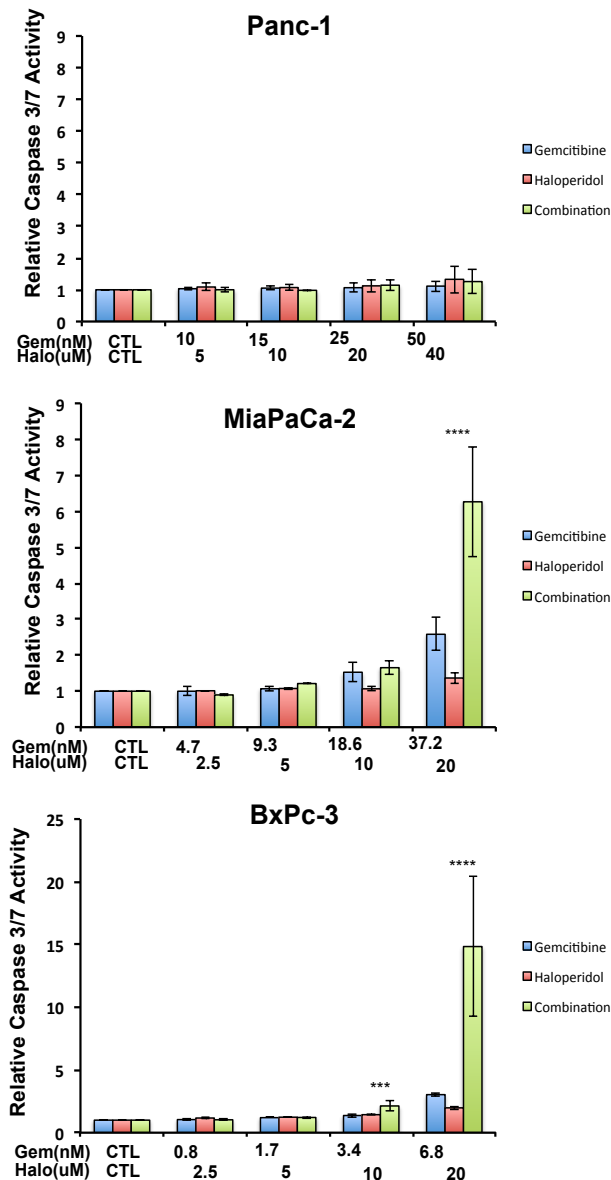 Panc-1
Relative Caspase 3/7 Activity
9
8
7
6
5
4
3
2
1
0
Gemcitibine
Haloperidol
Combination
Gem(nM) CTL 10 15 25 50
Halo(uM) CTL 5 10 20 40
MiaPaCa-2
Relative Caspase 3/7 Activity
9
8
7
6
5
4
3
2
1
0
****
Gemcitibine
Haloperidol
Combination
Gem(nM) CTL 4.7 9.3 18.6 37.2
Halo(uM) CTL 2.5 5 10 20
BxPc-3
Relative Caspase 3/7 Activity
25
20
15
10
5
0
****
***
Gemcitibine
Haloperidol
Combination
Gem(nM) CTL 0.8 1.7 3.4 6.8
Halo(uM) CTL 2.5 5 10 20